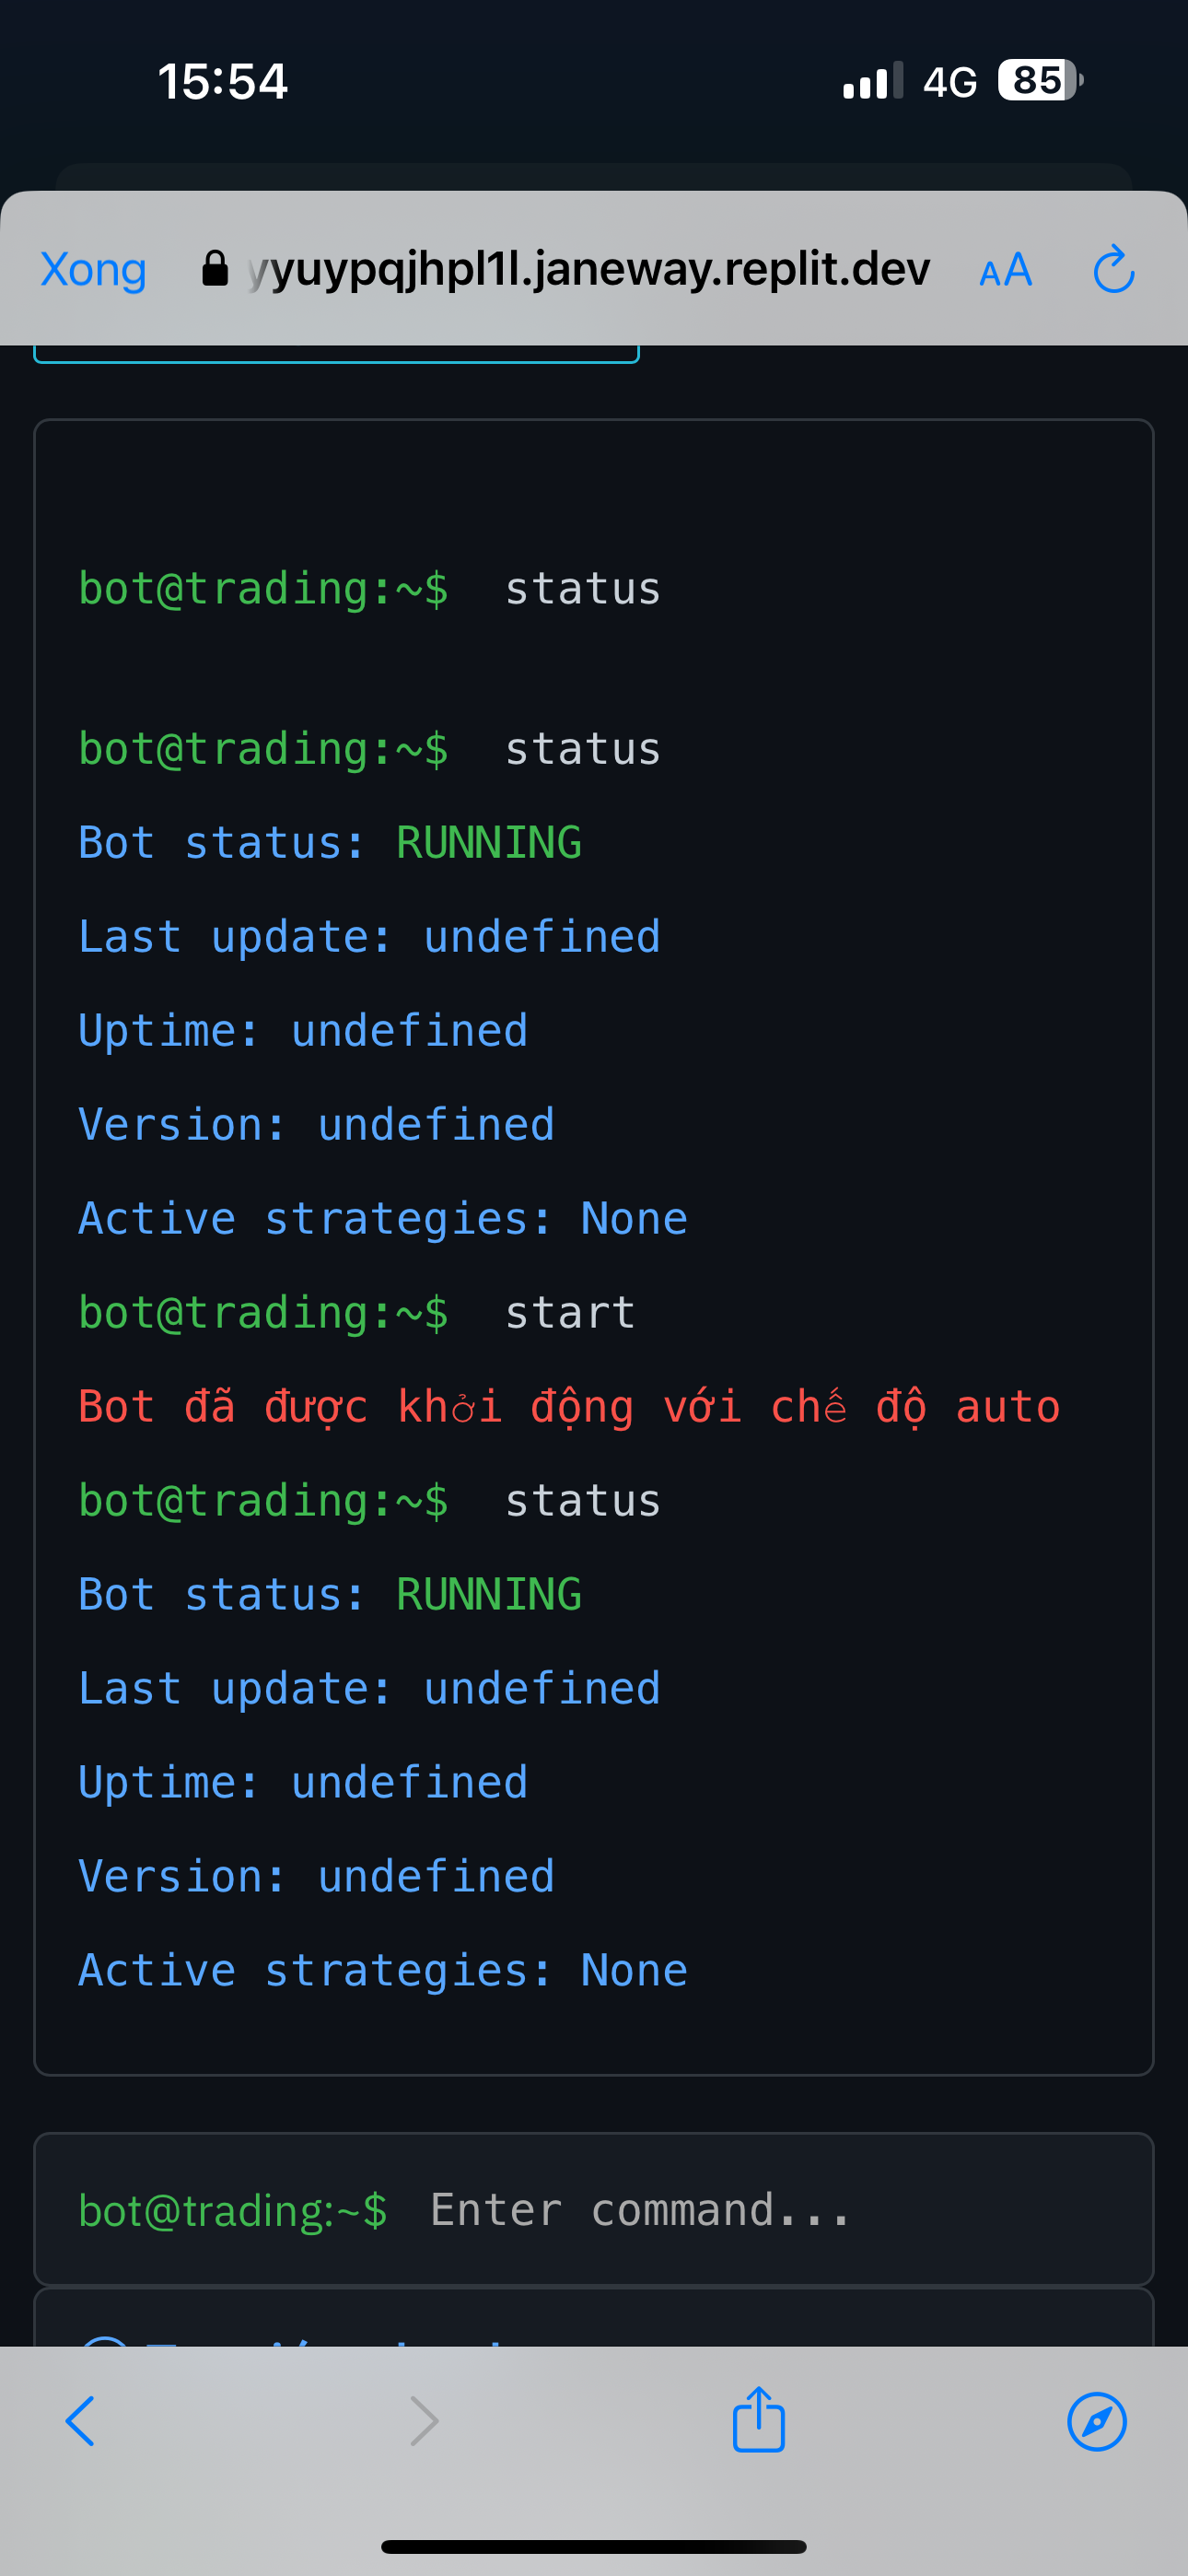 15:54
4G 85
Xong yyuypqjhpl1l.janeway.replit.dev AA
bot@trading:~$ status
bot@trading:~$ status
Bot status: RUNNING
Last update: undefined
Uptime: undefined
Version: undefined
Active strategies: None
bot@trading:~$ start
Bot đã được khởi động với chế độ auto
bot@trading:~$ status
Bot status: RUNNING
Last update: undefined
Uptime: undefined
Version: undefined
Active strategies: None
bot@trading:~$ Enter command...